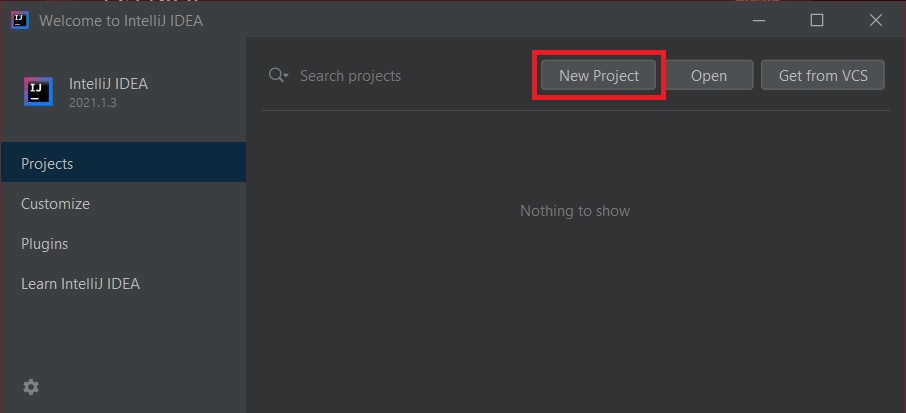 IJ Welcome to IntelliJ IDEA
IJ
IntelliJ IDEA
2021.1.3
Search projects
New Project
Open
Get from VCS
Projects
Customize
Plugins
Learn IntelliJ IDEA
Nothing to show